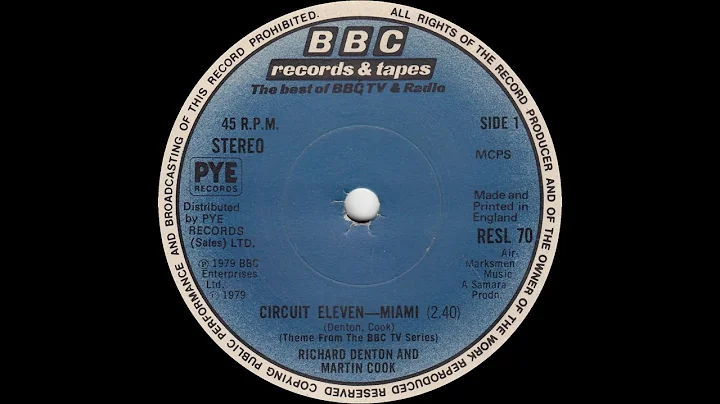 ALL RIGHTS OF THE RECORD PRODUCER AND OF THE OWNER OF THE WORK REPRODUCED RESERVED COPYING PUBLIC PERFORMANCE AND BROADCASTING OF THIS RECORD PROHIBITED.
BBC
records & tapes
The best of BBC TV & Radio
45 R.P.M.
SIDE 1
STEREO
MCPS
PYE
RECORDS
Made and
Printed in
England
Distributed
by PYE
RECORDS
(Sales) LTD.
RESL 70
Air
Marksmen
Music
A Samara
Prodn.
℗ 1979 BBC
Enterprises
Ltd.
© 1979
CIRCUIT ELEVEN—MIAMI (2.40)
(Denton, Cook)
(Theme From The BBC TV Series)
RICHARD DENTON AND
MARTIN COOK